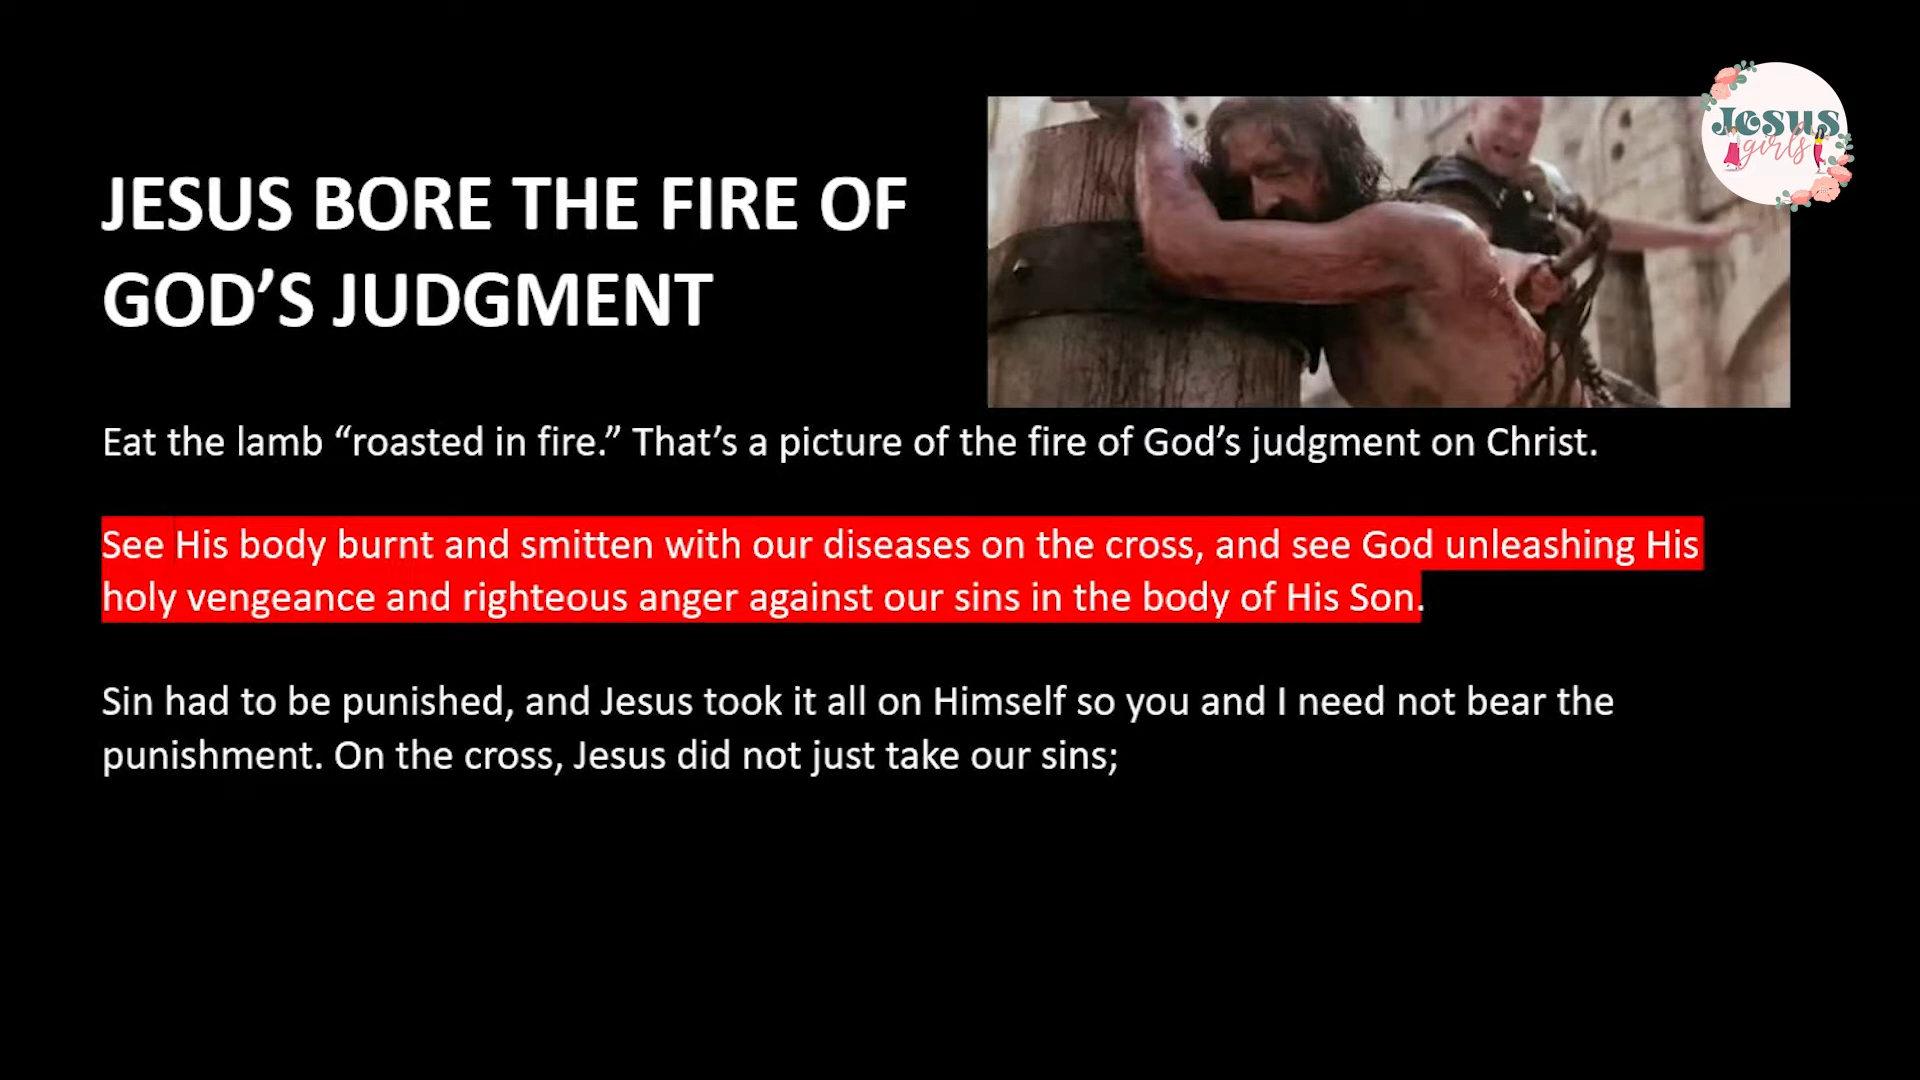 JESUS BORE THE FIRE OF
GOD’S JUDGMENT
Jesus
girls
Eat the lamb “roasted in fire.” That’s a picture of the fire of God’s judgment on Christ.
See His body burnt and smitten with our diseases on the cross, and see God unleashing His
holy vengeance and righteous anger against our sins in the body of His Son.
Sin had to be punished, and Jesus took it all on Himself so you and I need not bear the
punishment. On the cross, Jesus did not just take our sins;